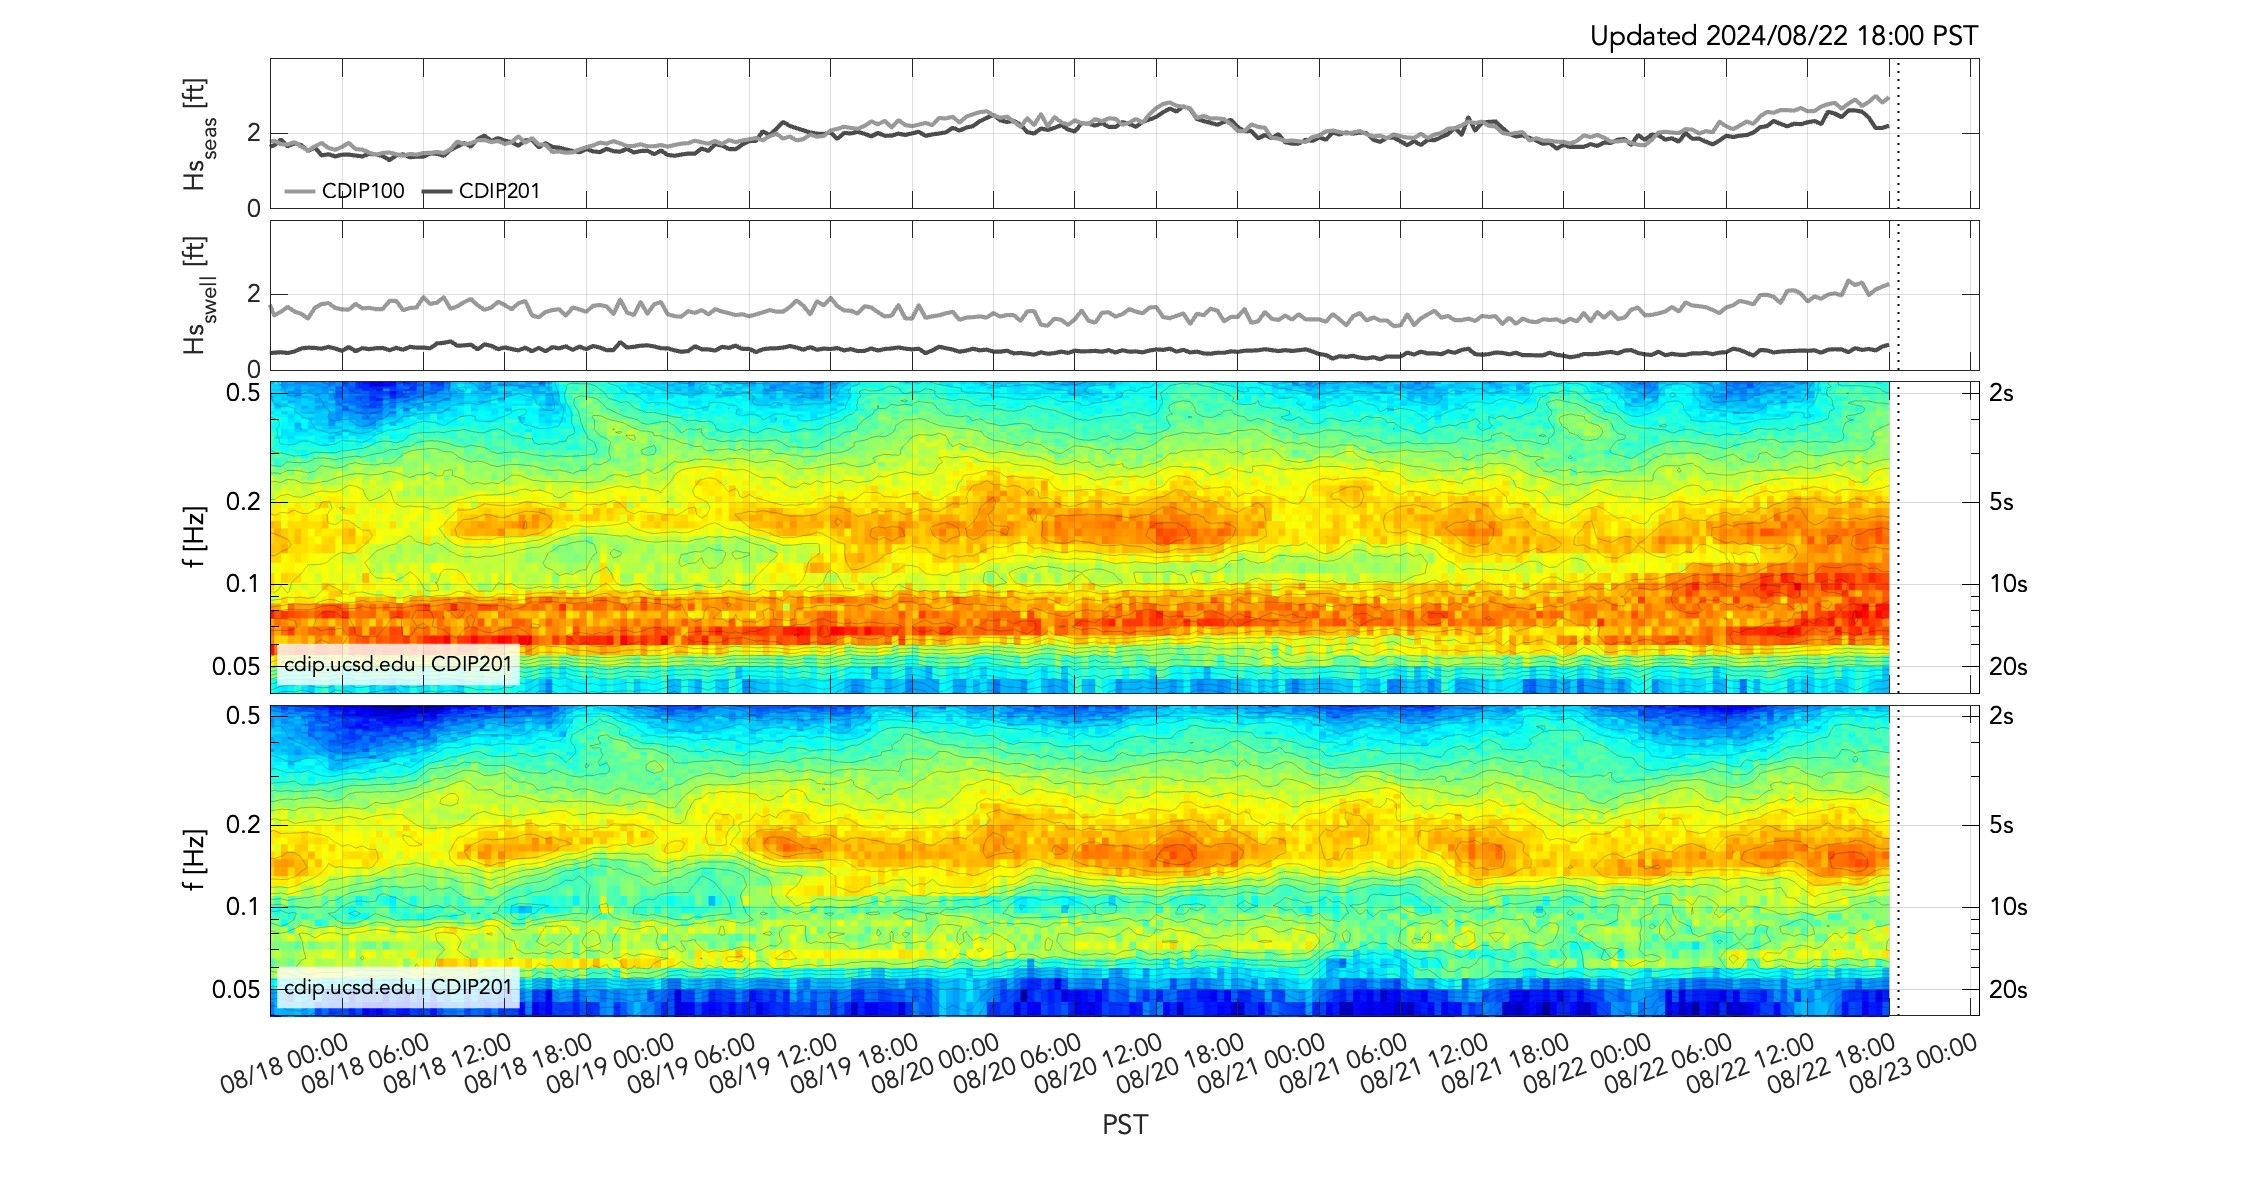 Updated 2024/08/22 18:00 PST
Hs seas [ft]
2
0
CDIP100 CDIP201
Hs swell [ft]
2
0
f [Hz]
0.5
0.2
0.1
0.05
2s
5s
10s
20s
cdip.ucsd.edu | CDIP201
f [Hz]
0.5
0.2
0.1
0.05
2s
5s
10s
20s
cdip.ucsd.edu | CDIP201
08/18 00:00
08/18 06:00
08/18 12:00
08/18 18:00
08/19 00:00
08/19 06:00
08/19 12:00
08/19 18:00
08/20 00:00
08/20 06:00
08/20 12:00
08/20 18:00
08/21 00:00
08/21 06:00
08/21 12:00
08/21 18:00
08/22 00:00
08/22 06:00
08/22 12:00
08/22 18:00
08/23 00:00
PST